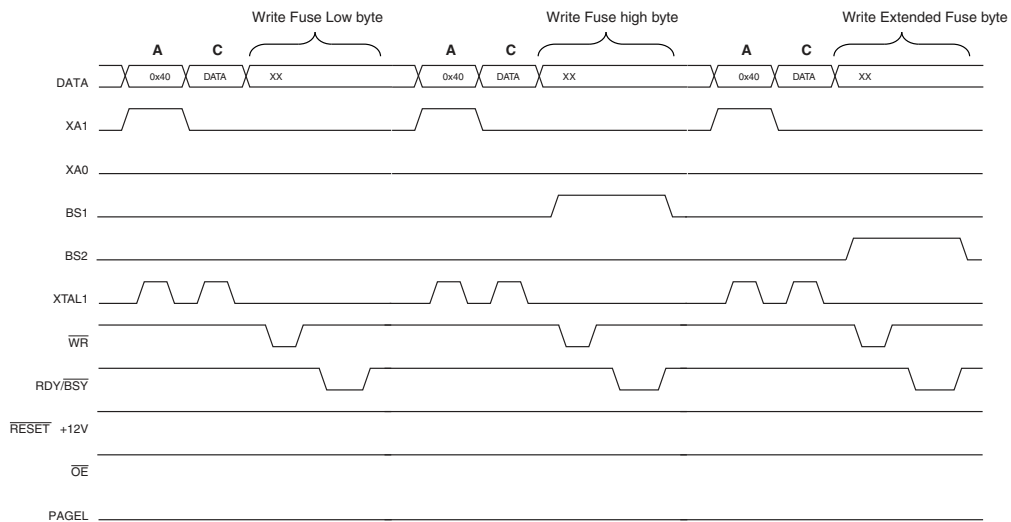 Write Fuse Low byte Write Fuse high byte Write Extended Fuse byte
A C A C A C
DATA 0x40 DATA XX 0x40 DATA XX 0x40 DATA XX
XA1
XA0
BS1
BS2
XTAL1
WR
RDY/BSY
RESET +12V
OE
PAGEL